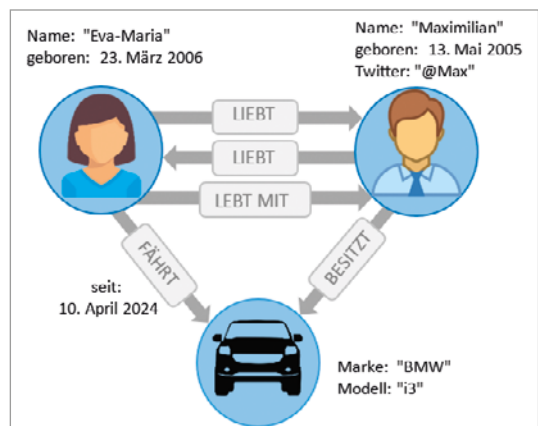 Name: "Eva-Maria"
geboren: 23. März 2006
Name: "Maximilian"
geboren: 13. Mai 2005
Twitter: "@Max"
LIEBT
LIEBT
LEBT MIT
FÄHRT
BESITZT
seit:
10. April 2024
Marke: "BMW"
Modell: "i3"